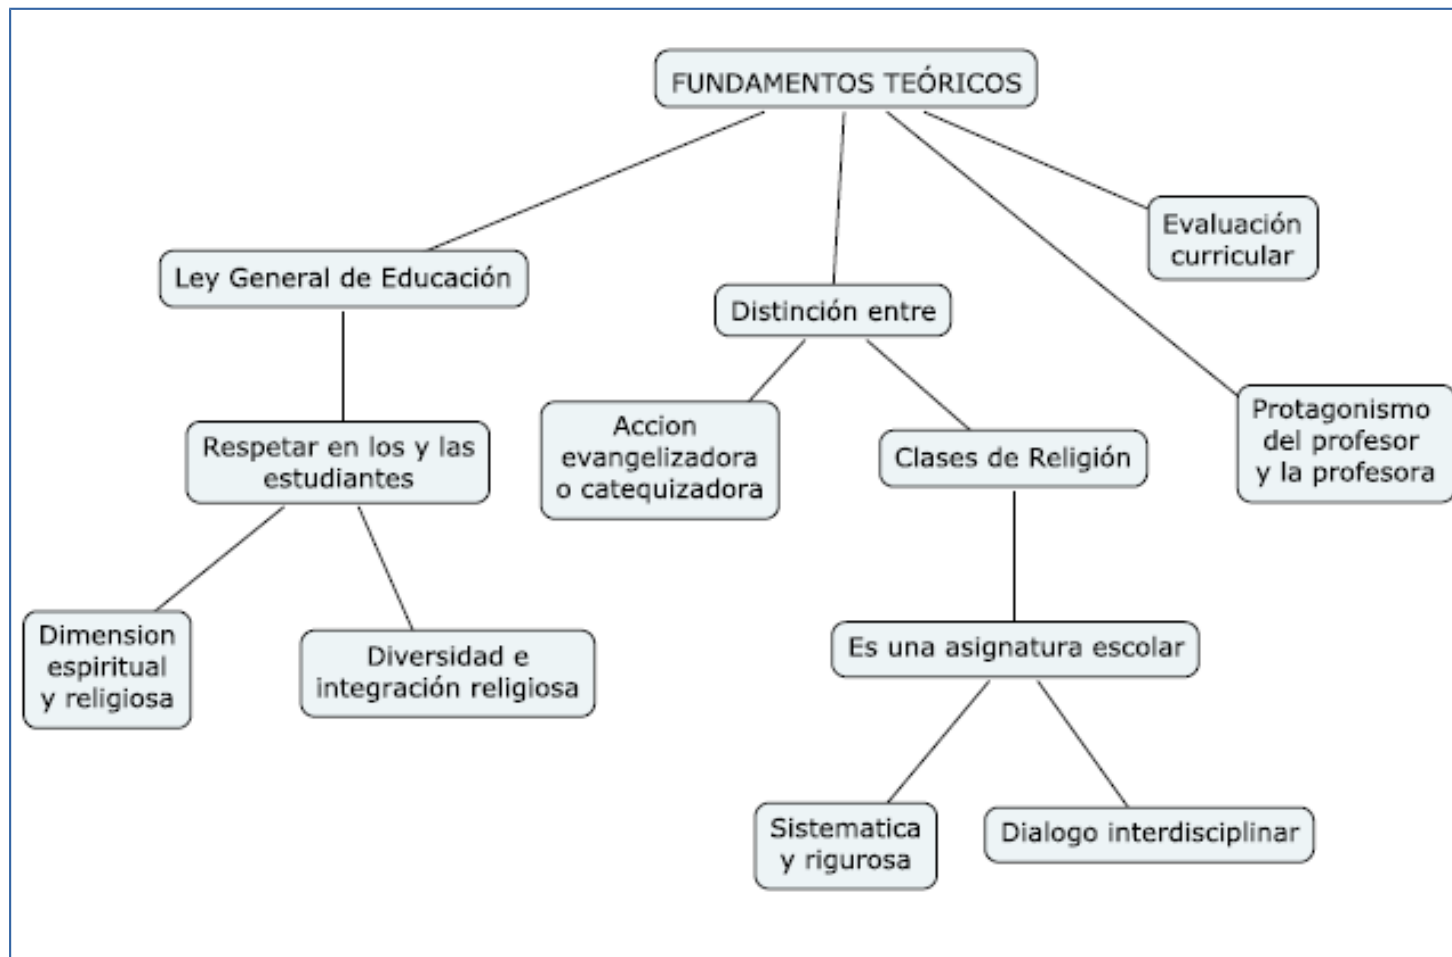 FUNDAMENTOS TEÓRICOS
Evaluación
curricular
Ley General de Educación
Distinción entre
Protagonismo
del profesor
y la profesora
Respetar en los y las
estudiantes
Accion
evangelizadora
o catequizadora
Clases de Religión
Dimension
espiritual
y religiosa
Diversidad e
integración religiosa
Es una asignatura escolar
Sistematica
y rigurosa
Dialogo interdisciplinar